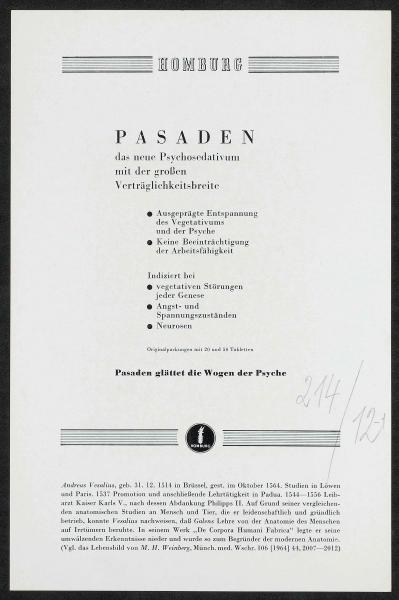 HOMBURG
PASADEN
das neue Psychosedativum
mit der großen
Verträglichkeitsbreite
● Ausgeprägte Entspannung
des Vegetativums
und der Psyche
● Keine Beeinträchtigung
der Arbeitsfähigkeit
Indiziert bei
● vegetativen Störungen
jeder Genese
● Angst- und
Spannungszuständen
● Neurosen
Originalpackungen mit 20 und 50 Tabletten
Pasaden glättet die Wogen der Psyche
214/12-1
HOMBURG
Andreas Vesalius, geb. 31. 12. 1514 in Brüssel, gest. im Oktober 1564. Studien in Löwen
und Paris. 1537 Promotion und anschließende Lehrtätigkeit in Padua. 1544—1556 Leib-
arzt Kaiser Karls V., nach dessen Abdankung Philipps II. Auf Grund seiner vergleichen-
den anatomischen Studien an Mensch und Tier, die er leidenschaftlich und gründlich
betrieb, konnte Vesalius nachweisen, daß Galens Lehre von der Anatomie des Menschen
auf Irrtümern beruhte. In seinem Werk „De Corpora Humani Fabrica" legte er seine
umwälzenden Erkenntnisse nieder und wurde so zum Begründer der modernen Anatomie.
(Vgl. das Lebensbild von M. H. Weinberg, Münch. med. Wschr. 106 [1964] 44, 2007—2012)